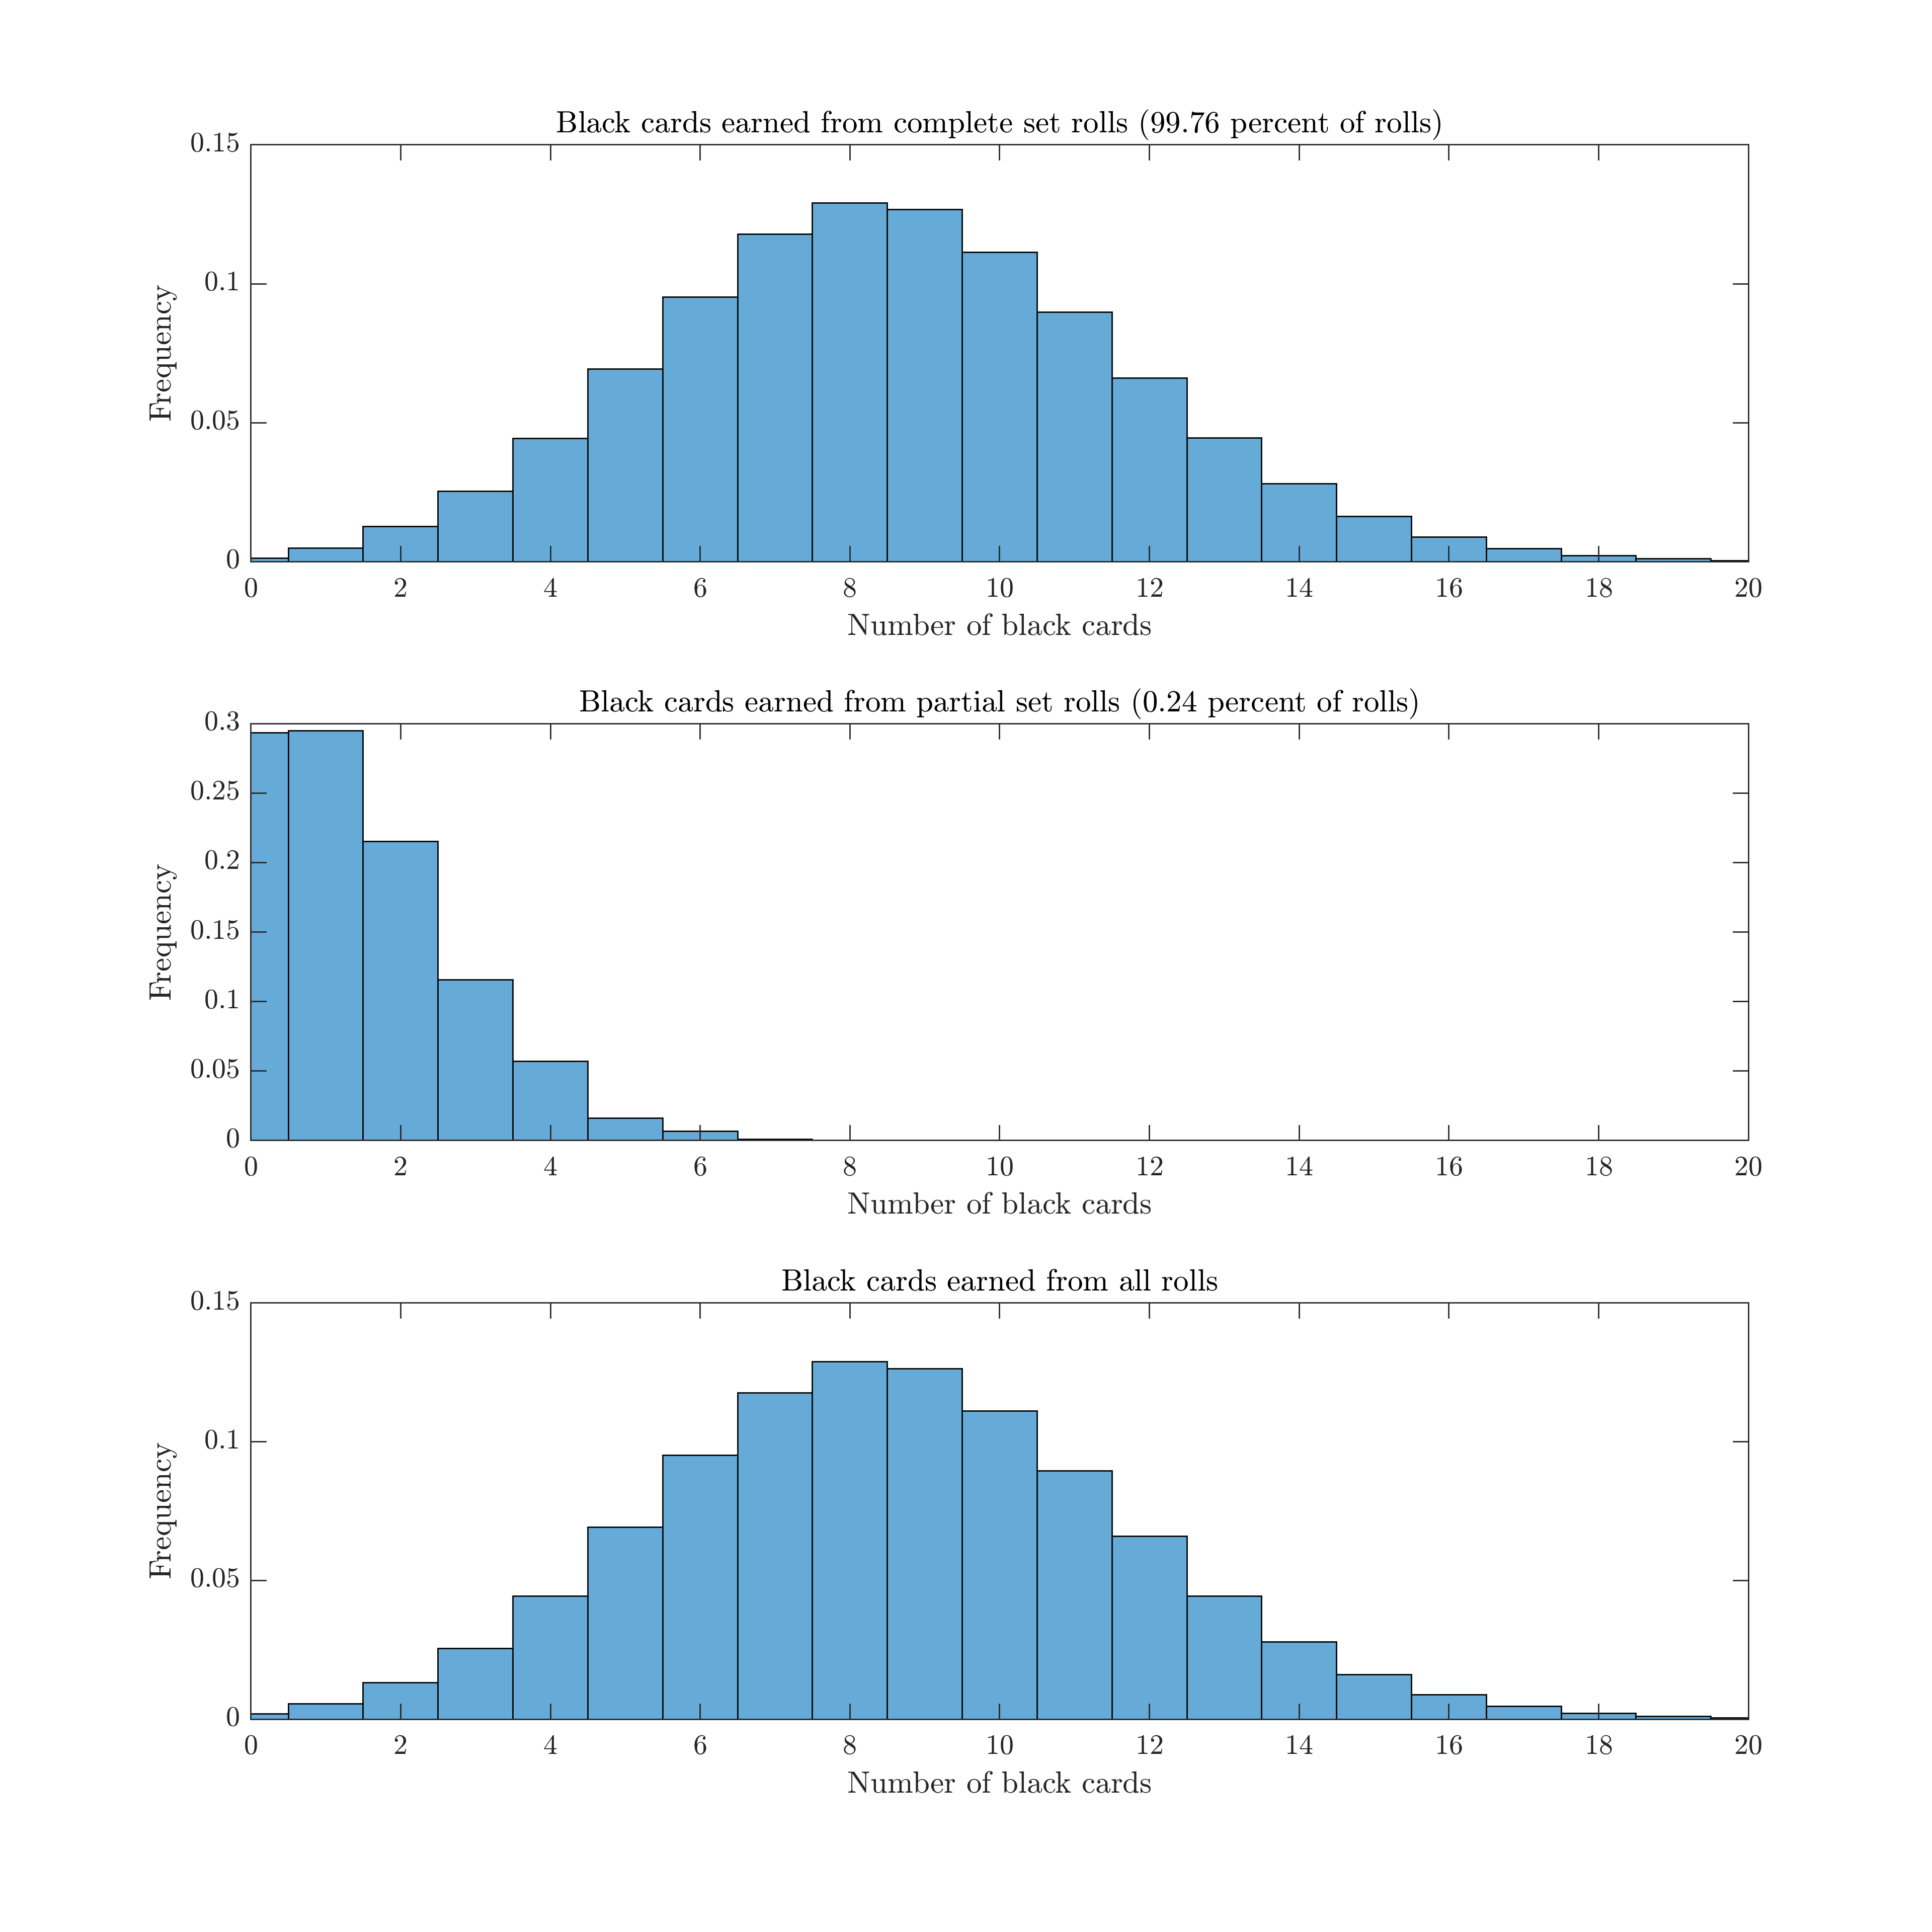 Black cards earned from complete set rolls (99.76 percent of rolls)
0.15
0.1
0.05
0
Frequency
0 2 4 6 8 10 12 14 16 18 20
Number of black cards
Black cards earned from partial set rolls (0.24 percent of rolls)
0.3
0.25
0.2
0.15
0.1
0.05
0
Frequency
0 2 4 6 8 10 12 14 16 18 20
Number of black cards
Black cards earned from all rolls
0.15
0.1
0.05
0
Frequency
0 2 4 6 8 10 12 14 16 18 20
Number of black cards